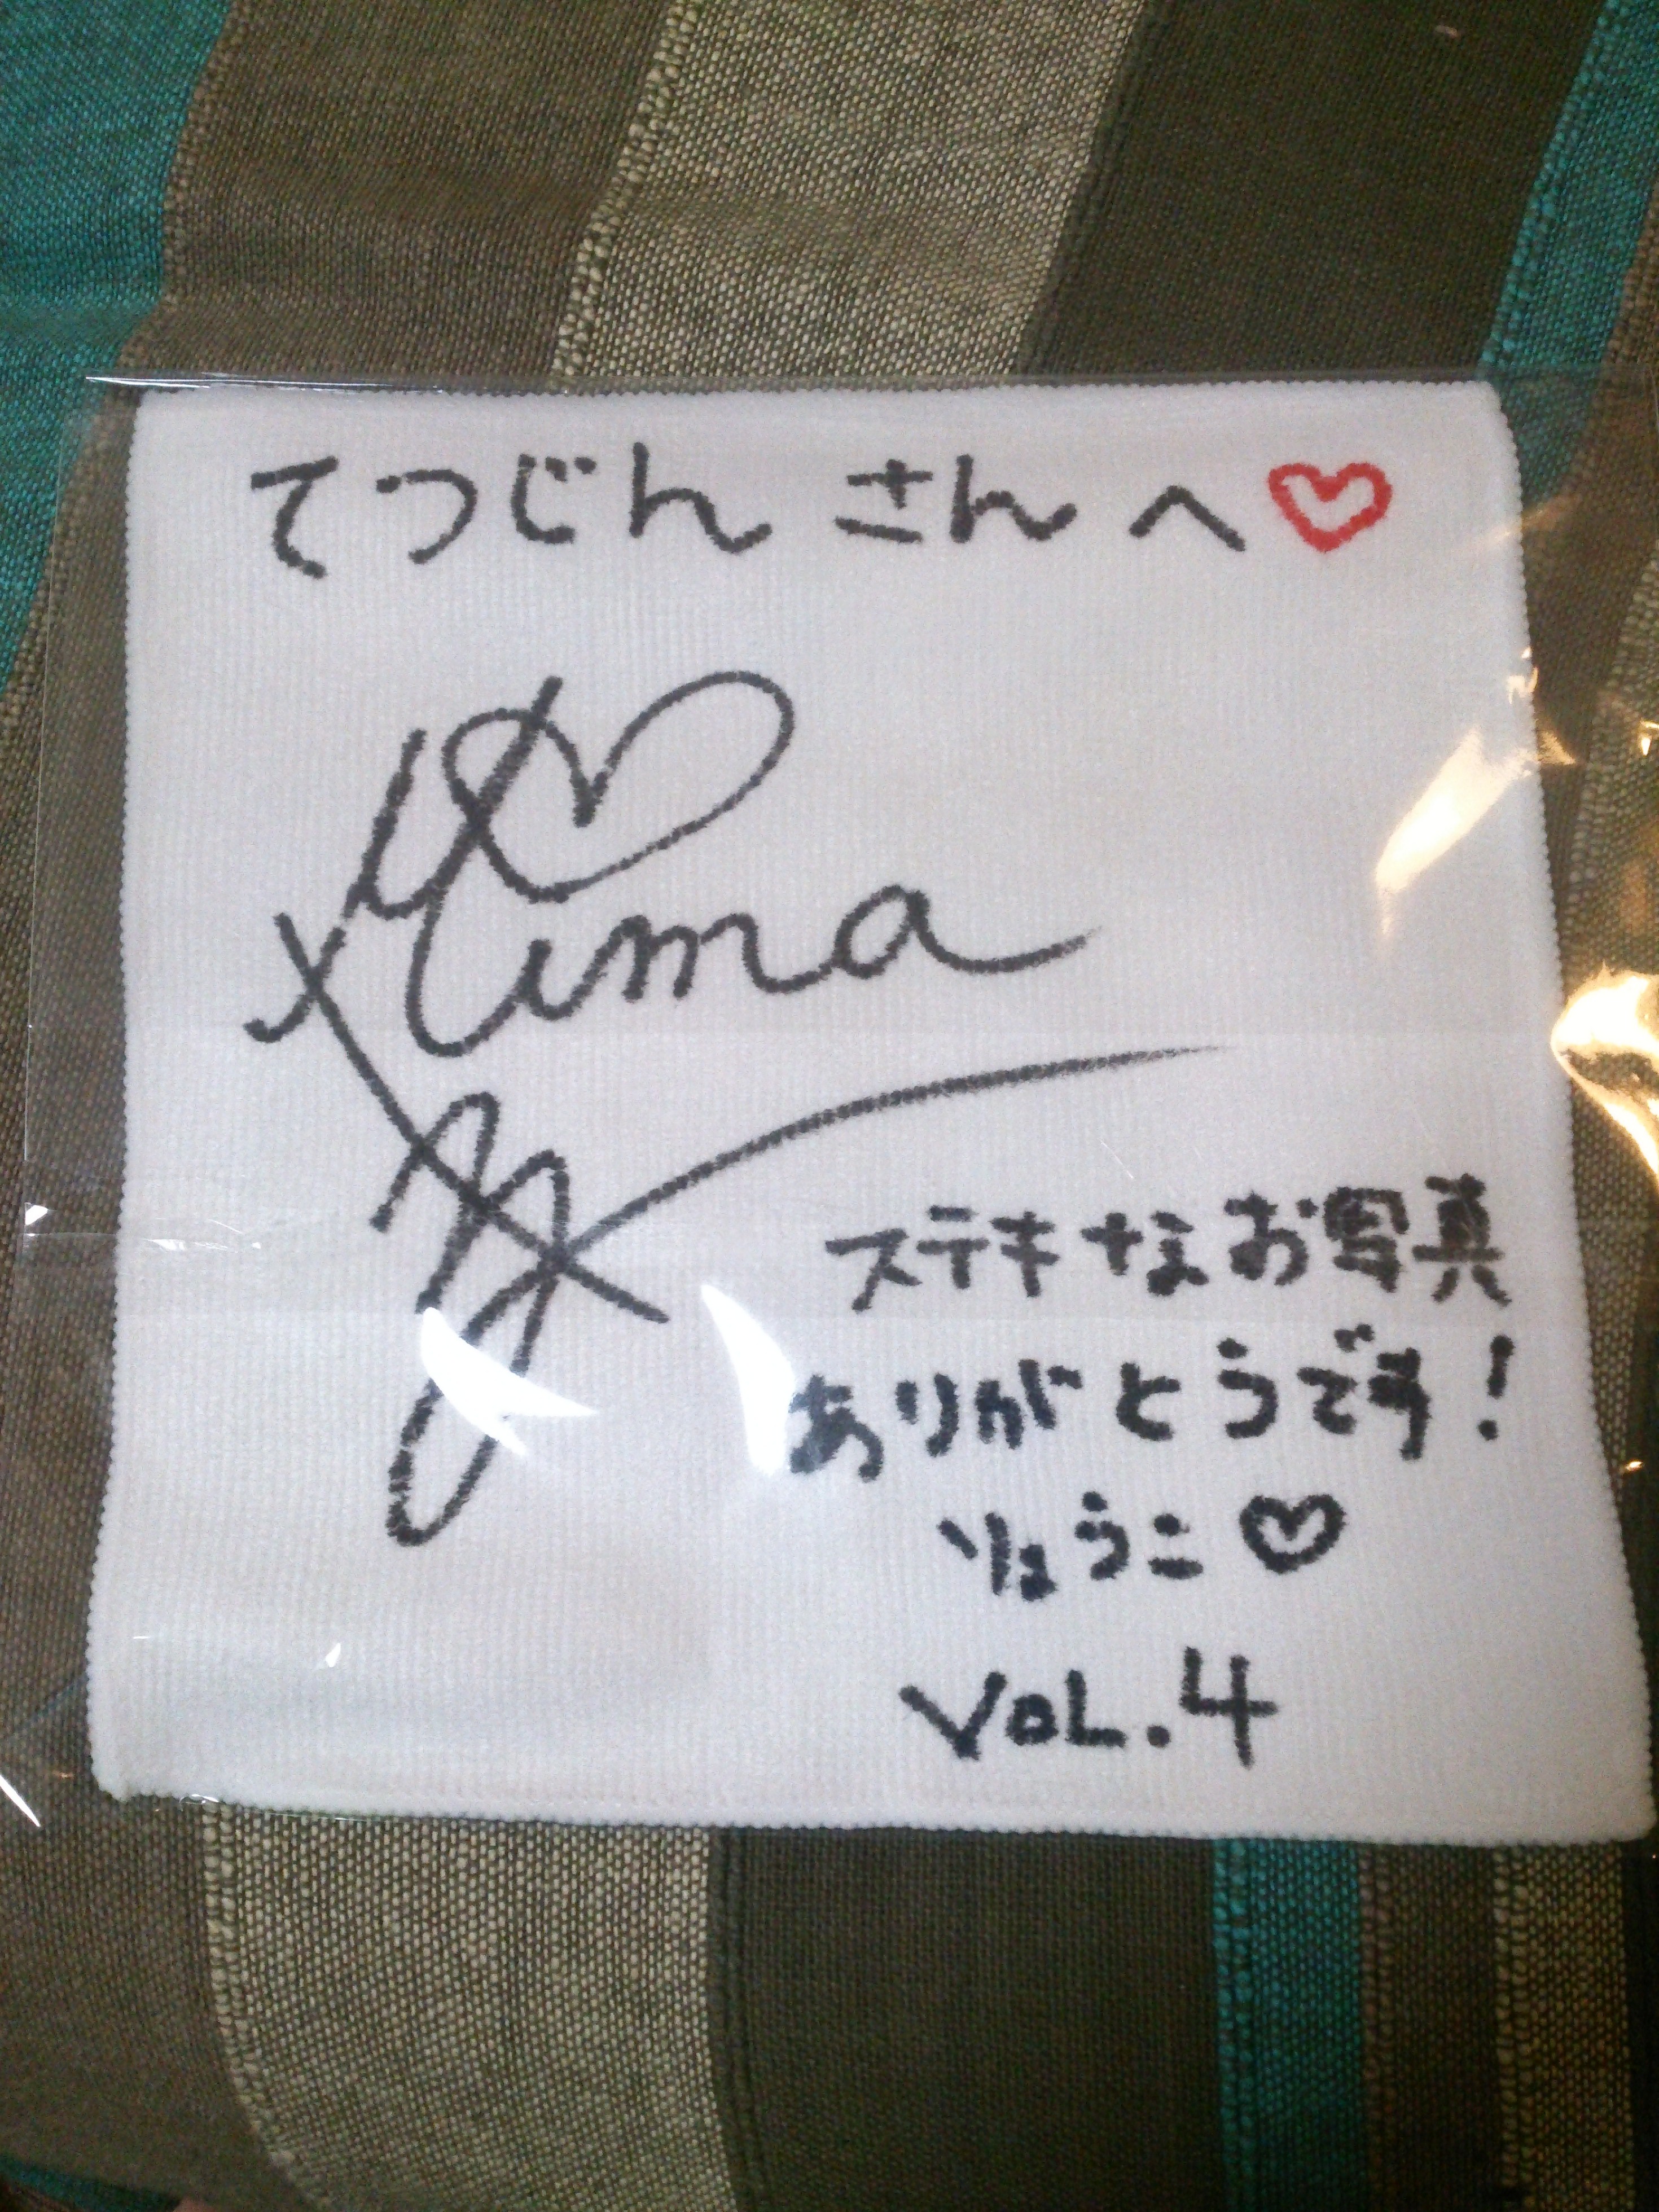 てつじん さんへ♡
ステキなお写真
ありがとうです!
りょうこ♡
VOL.4